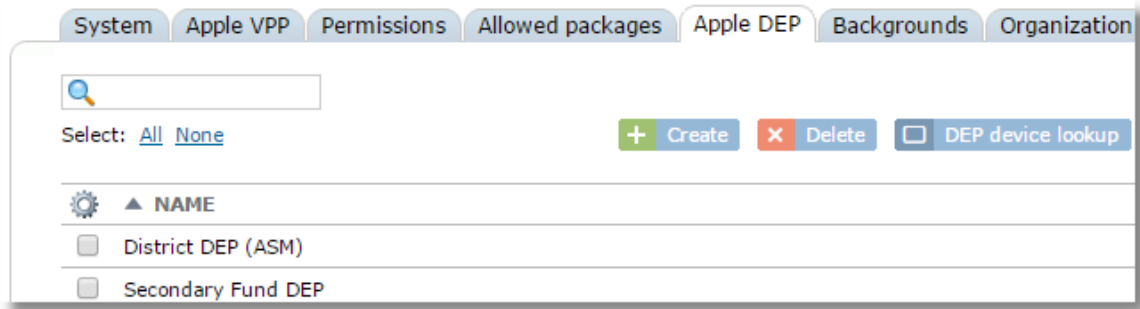 System Apple VPP Permissions Allowed packages Apple DEP Backgrounds Organization
Select: All None
Create Delete DEP device lookup
NAME
District DEP (ASM)
Secondary Fund DEP